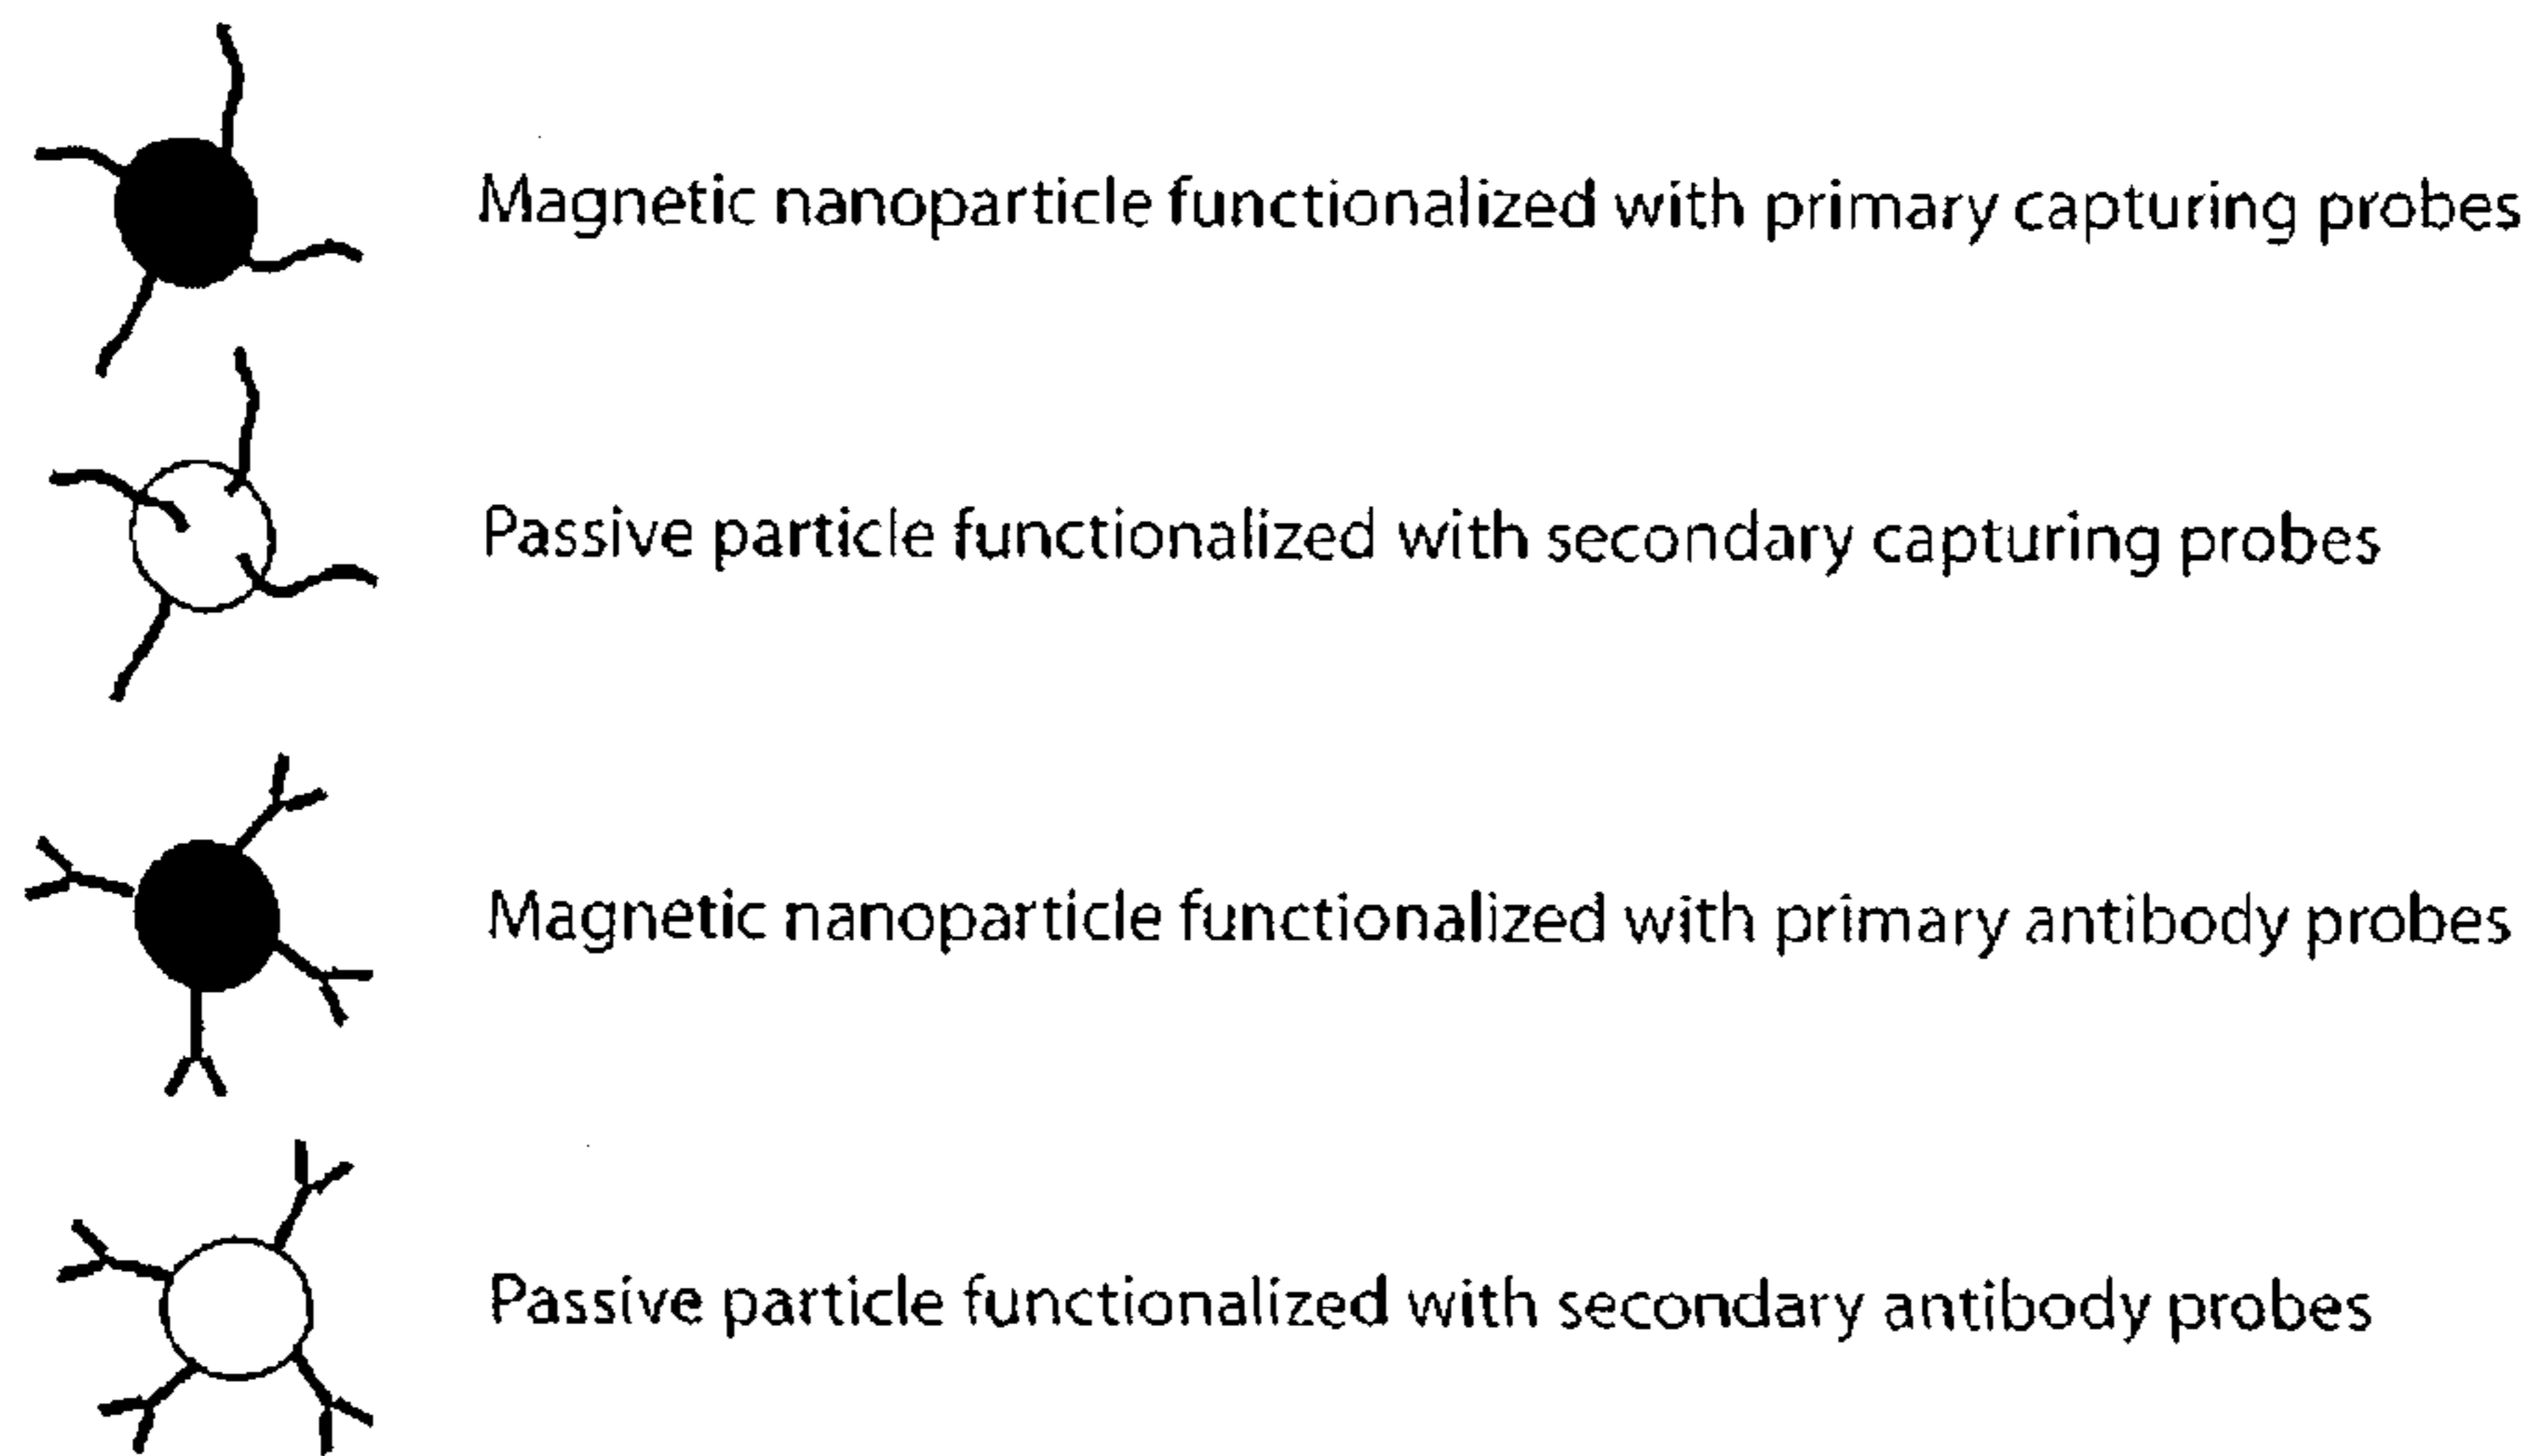 Magnetic nanoparticle functionalized with primary capturing probes
Passive particle functionalized with secondary capturing probes
Magnetic nanoparticle functionalized with primary antibody probes
Passive particle functionalized with secondary antibody probes